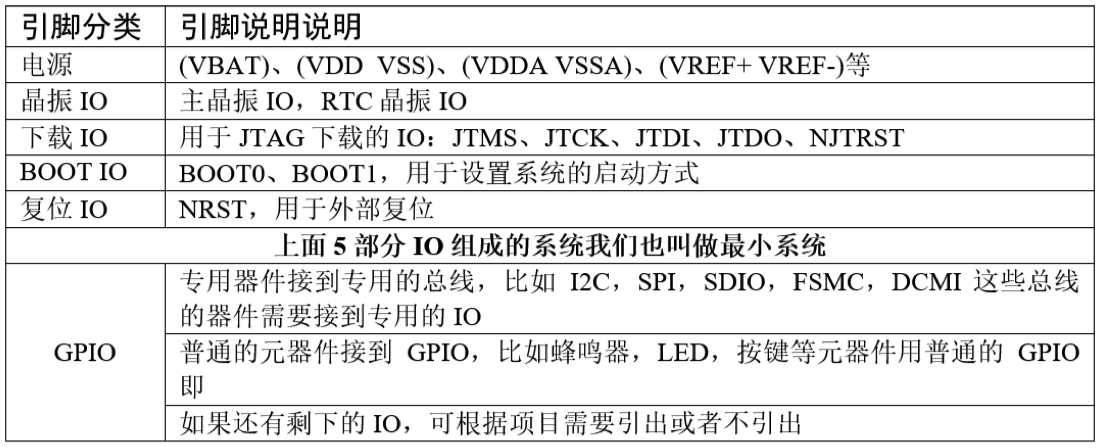 引脚分类 引脚说明说明
电源 (VBAT)、(VDD VSS)、(VDDA VSSA)、(VREF+ VREF-)等
晶振 IO 主晶振 IO，RTC 晶振 IO
下载 IO 用于 JTAG 下载的 IO：JTMS、JTCK、JTDI、JTDO、NJTRST
BOOT IO BOOT0、BOOT1，用于设置系统的启动方式
复位 IO NRST，用于外部复位
上面 5 部分 IO 组成的系统我们也叫做最小系统
专用器件接到专用的总线，比如 I2C，SPI，SDIO，FSMC，DCMI 这些总线
的器件需要接到专用的 IO
GPIO 普通的元器件接到 GPIO，比如蜂鸣器，LED，按键等元器件用普通的 GPIO
即
如果还有剩下的 IO，可根据项目需要引出或者不引出